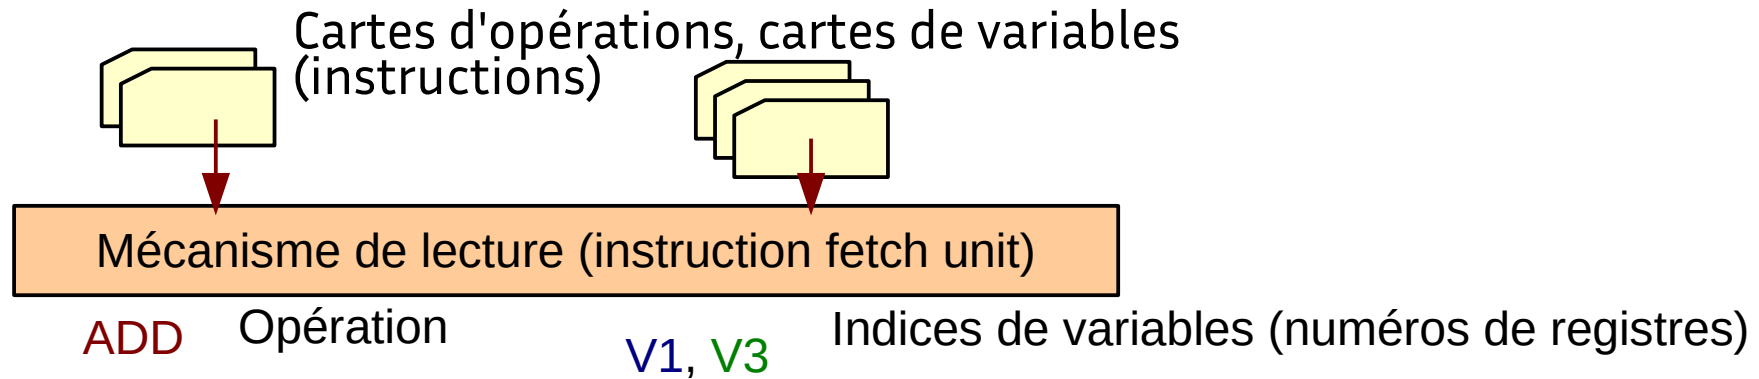 Cartes d'opérations, cartes de variables
(instructions)
Mécanisme de lecture (instruction fetch unit)
ADD Opération
V1, V3 Indices de variables (numéros de registres)